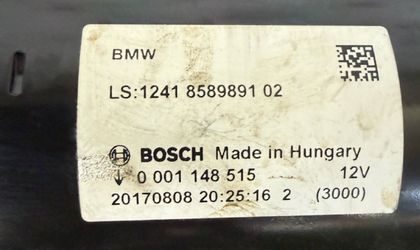 BMW
LS:1241 8589891 02
BOSCH Made in Hungary
0 001 148 515 12V
20170808 20:25:16 2 (3000)